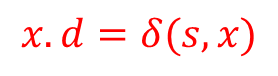 x. d = δ(s, x)